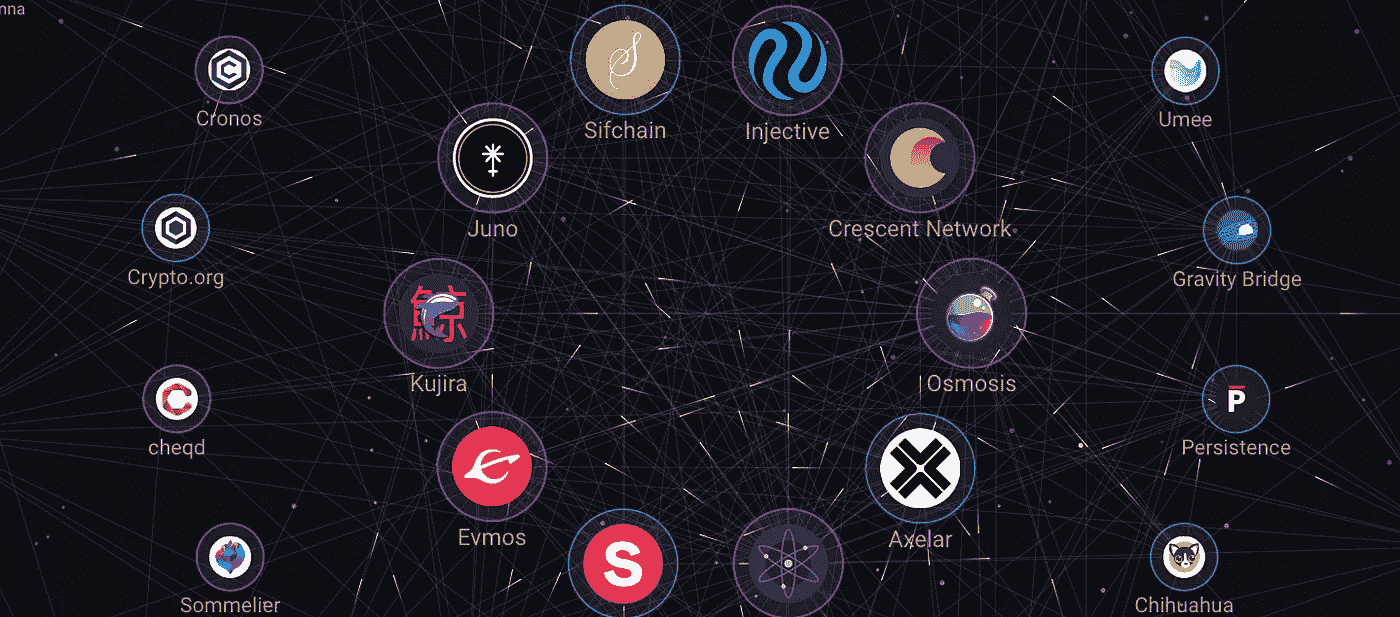 nna
Cronos
Sifchain
Injective
Umee
Juno
Crescent Network
Crypto.org
鯨
Gravity Bridge
Kujira
Osmosis
P
cheqd
Persistence
Evmos
S
Axelar
Sommelier
Chihuahua